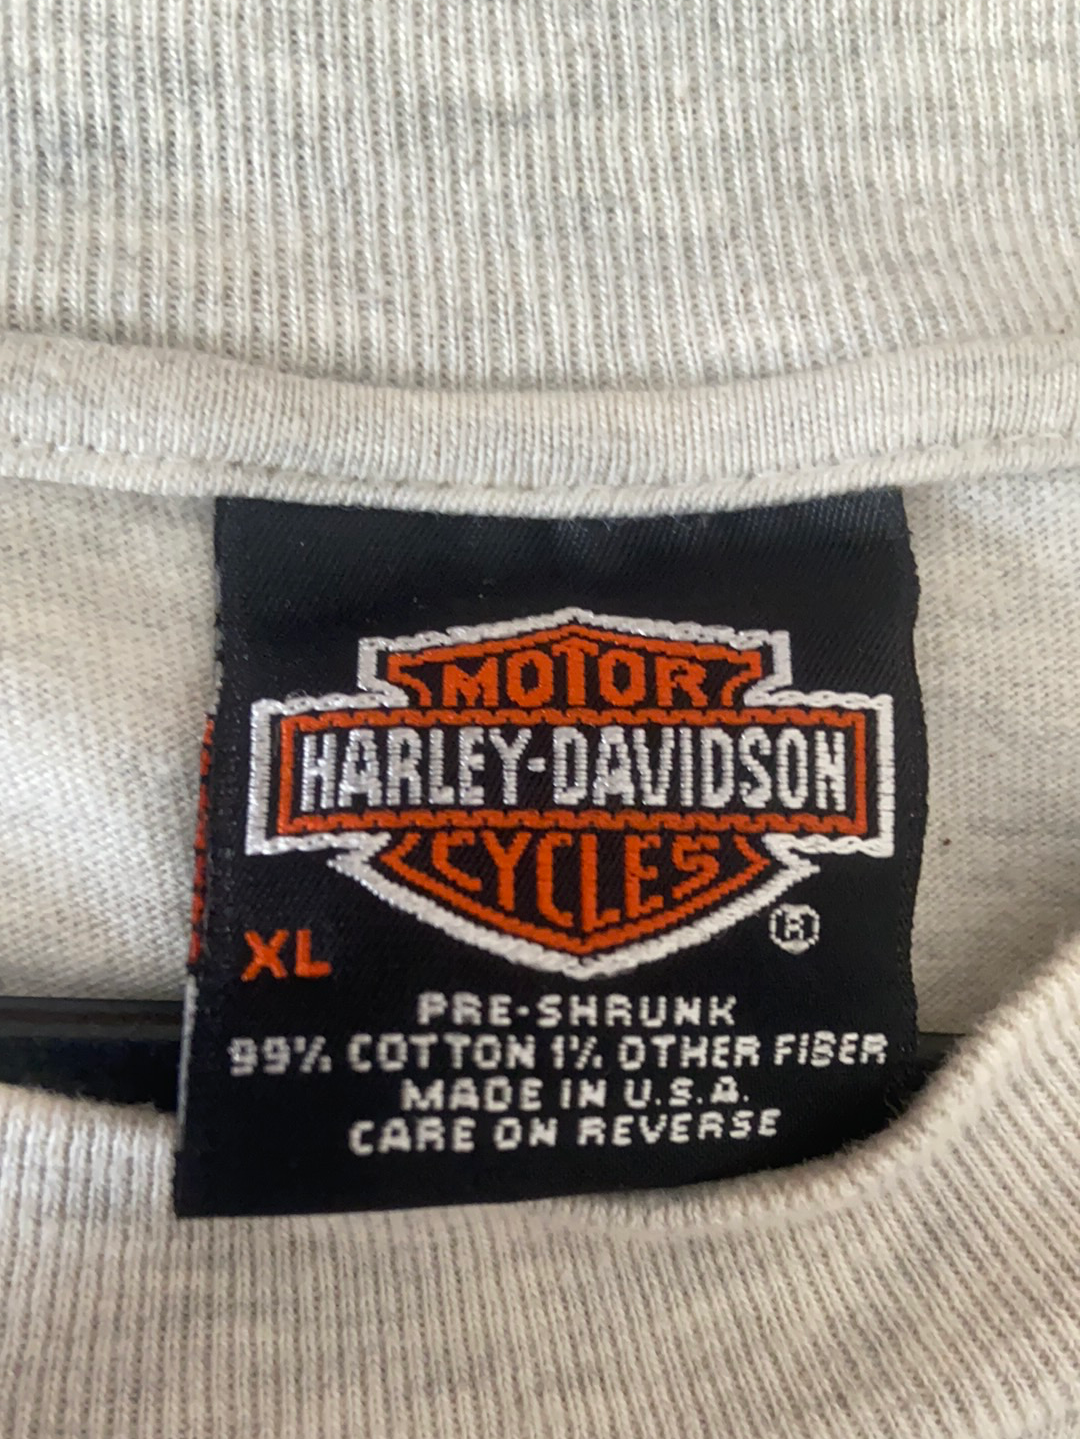 MOTOR
HARLEY-DAVIDSON
CYCLES
®
XL
PRE-SHRUNK
99% COTTON 1% OTHER FIBER
MADE IN U.S.A.
CARE ON REVERSE